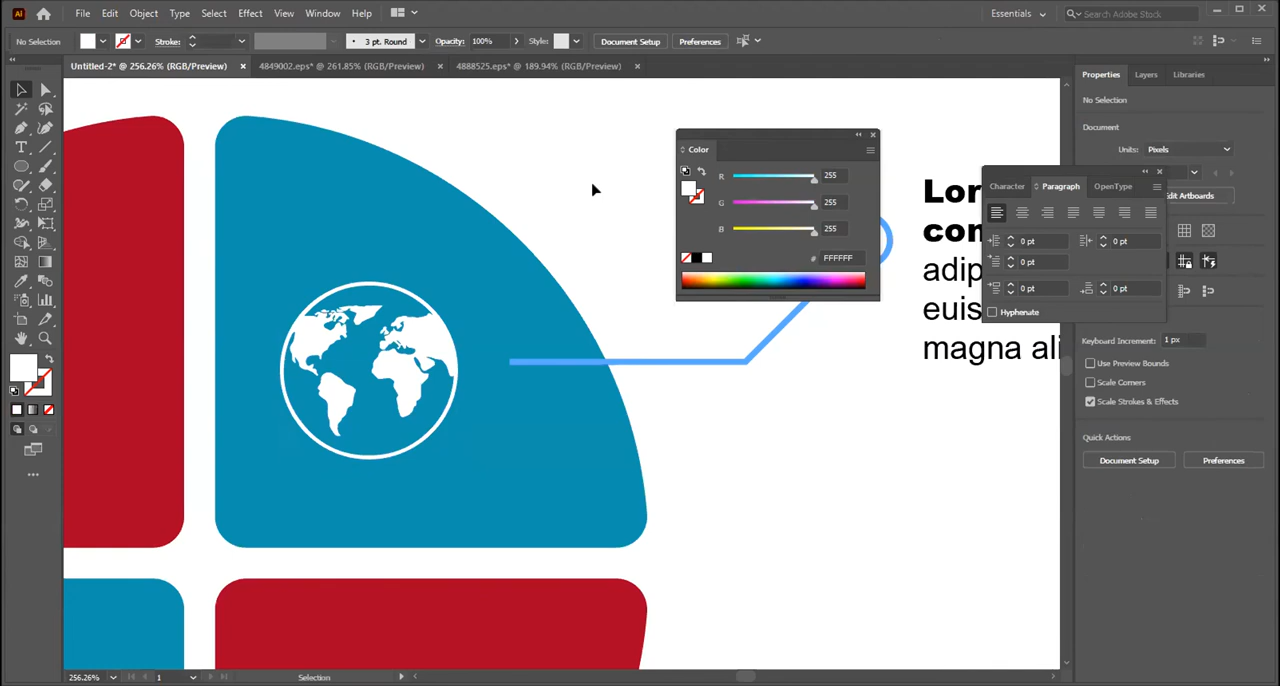 Ai File Edit Object Type Select Effect View Window Help Essentials Search Adobe Stock
No Selection Stroke: 3 pt. Round Opacity: 100% Style: Document Setup Preferences
Untitled-2* @ 256.26% (RGB/Preview) × 4849002.eps* @ 261.85% (RGB/Preview) × 4888525.eps* @ 189.94% (RGB/Preview) ×
Properties Layers Libraries
No Selection
Document
Units: Pixels
Edit Artboards
Color
R 255
G 255
B 255
# FFFFFF
Character Paragraph OpenType
0 pt 0 pt
0 pt
0 pt 0 pt
Hyphenate
Lor
con
adip
euis
magna ali
Keyboard Increment: 1 px
Use Preview Bounds
Scale Corners
Scale Strokes & Effects
Quick Actions
Document Setup Preferences
256.26% 1 Selection